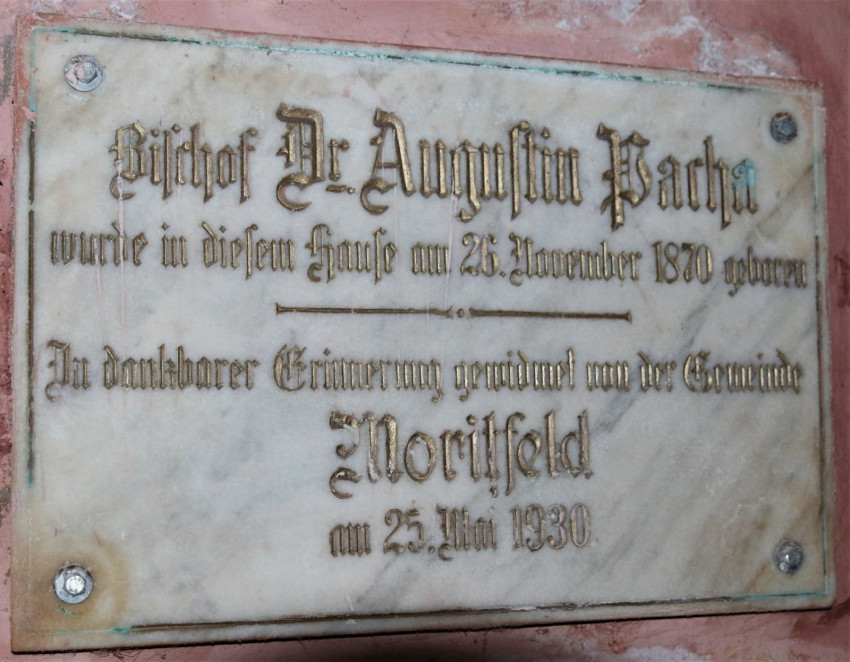 Bischof Dr. Augustin Pacha
wurde in diesem Hause am 26. November 1870 geboren
In dankbarer Erinnerung gewidmet von der Gemeinde
Moritzfeld
am 25. Mai 1930